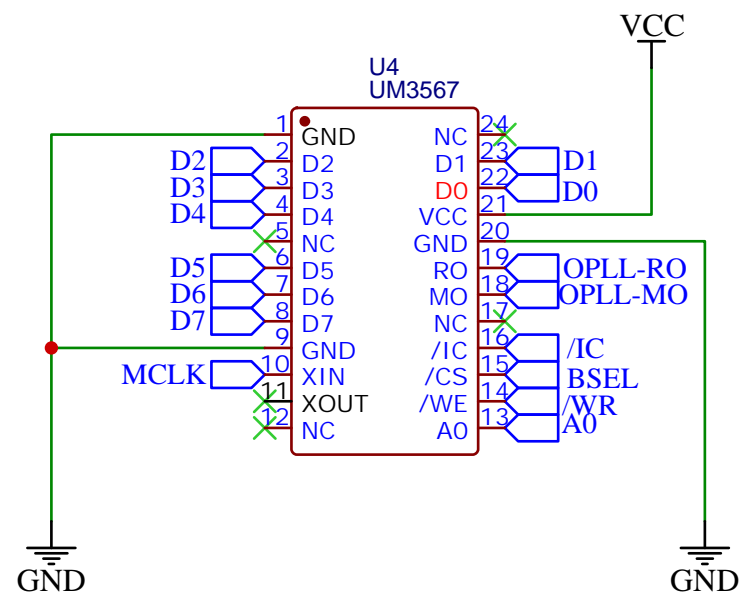 VCC
U4
UM3567
1 GND NC 24
D2 2 D2 D1 23 D1
D3 3 D3 D0 22 D0
D4 4 D4 VCC 21
5 NC GND 20
D5 6 D5 RO 19 OPLL-RO
D6 7 D6 MO 18 OPLL-MO
D7 8 D7 NC 17
9 GND /IC 16 /IC
MCLK 10 XIN /CS 15 BSEL
11 XOUT /WE 14 /WR
12 NC A0 13 A0
GND GND